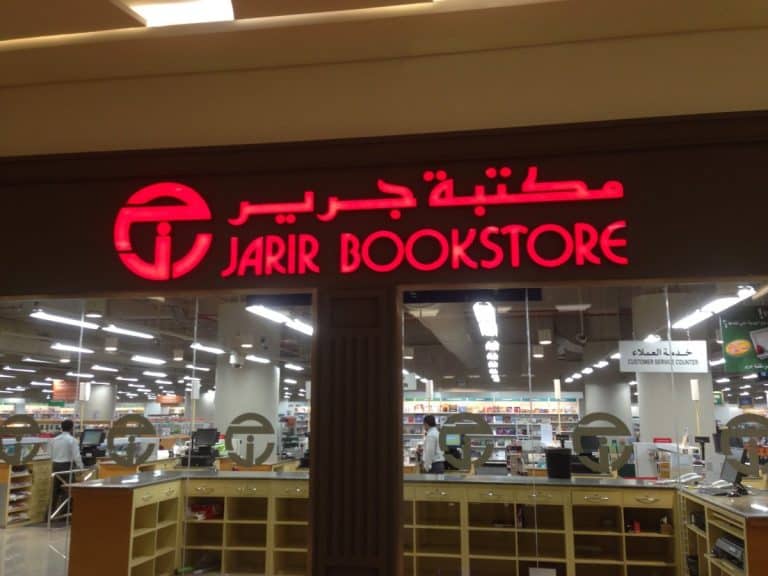 مكتبة جرير
JARIR BOOKSTORE
خدمة العملاء
CUSTOMER SERVICE COUNTER